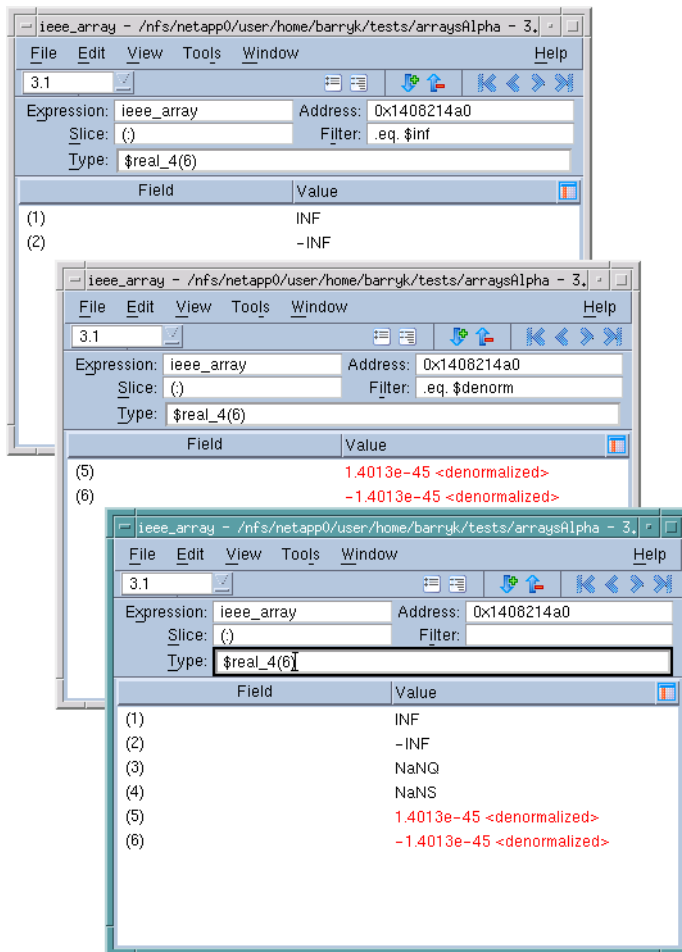 ieee_array - /nfs/netapp0/user/home/barryk/tests/arraysAlpha - 3.
File Edit View Tools Window Help
3.1
Expression: ieee_array Address: 0x1408214a0
Slice: (:) Filter: .eq. $inf
Type: $real_4(6)
Field Value
(1) INF
(2) -INF
ieee_array - /nfs/netapp0/user/home/barryk/tests/arraysAlpha - 3.
File Edit View Tools Window Help
3.1
Expression: ieee_array Address: 0x1408214a0
Slice: (:) Filter: .eq. $denorm
Type: $real_4(6)
Field Value
(5) 1.4013e-45 <denormalized>
(6) -1.4013e-45 <denormalized>
ieee_array - /nfs/netapp0/user/home/barryk/tests/arraysAlpha - 3.
File Edit View Tools Window Help
3.1
Expression: ieee_array Address: 0x1408214a0
Slice: (:) Filter:
Type: $real_4(6)
Field Value
(1) INF
(2) -INF
(3) NaNQ
(4) NaNS
(5) 1.4013e-45 <denormalized>
(6) -1.4013e-45 <denormalized>